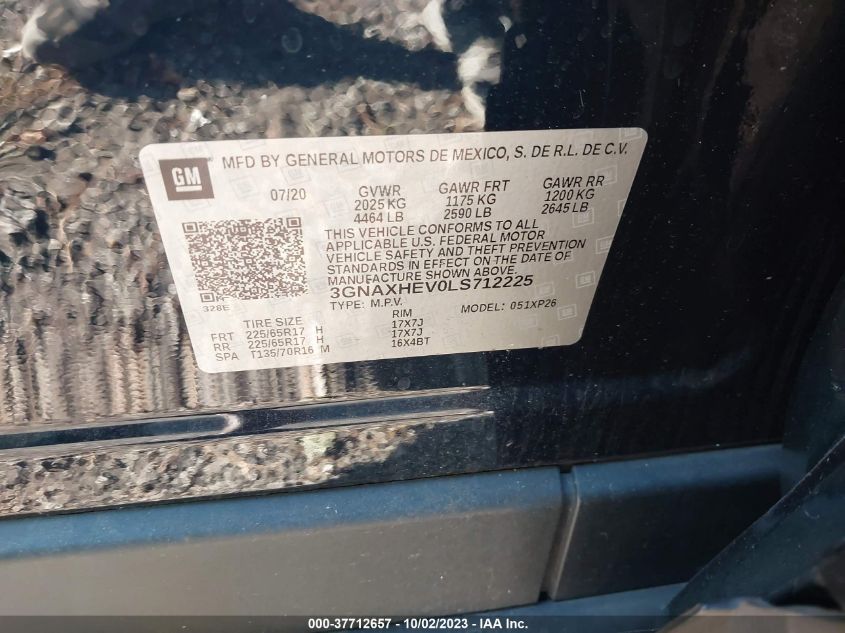 GM
MFD BY GENERAL MOTORS DE MEXICO, S. DE R.L. DE C.V.
07/20 GVWR GAWR FRT GAWR RR
2025 KG 1175 KG 1200 KG
4464 LB 2590 LB 2645 LB
THIS VEHICLE CONFORMS TO ALL
APPLICABLE U.S. FEDERAL MOTOR
VEHICLE SAFETY AND THEFT PREVENTION
STANDARDS IN EFFECT ON THE DATE OF
MANUFACTURE SHOWN ABOVE.
3GNAXHEV0LS712225
328E TYPE: M.P.V. MODEL: 051XP26
TIRE SIZE RIM
FRT 225/65R17 H 17X7J
RR 225/65R17 H 17X7J
SPA T135/70R16 M 16X4BT
000-37712657 - 10/02/2023 - IAA Inc.